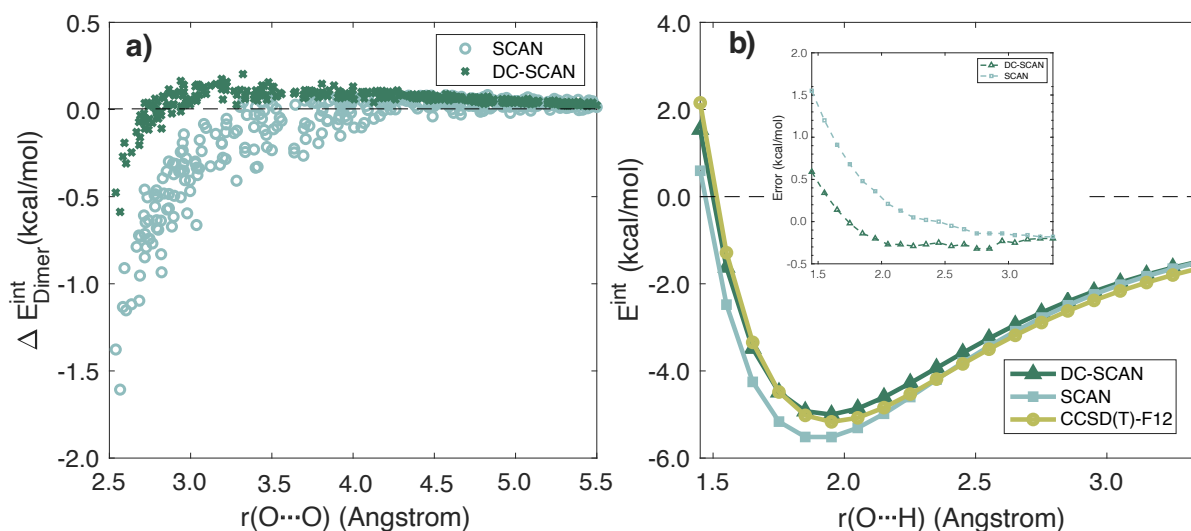 a)
SCAN
DC-SCAN
0.5
0.0
-0.5
-1.0
-1.5
-2.0
Δ E^int_Dimer (kcal/mol)
2.5 3.0 3.5 4.0 4.5 5.0 5.5
r(O···O) (Angstrom)
b)
DC-SCAN
SCAN
2.0
1.5
1.0
0.5
0.0
-0.5
Error (kcal/mol)
1.5 2.0 2.5 3.0
2.0
0.0
-2.0
-4.0
-6.0
E^int (kcal/mol)
DC-SCAN
SCAN
CCSD(T)-F12
1.5 2.0 2.5 3.0
r(O···H) (Angstrom)